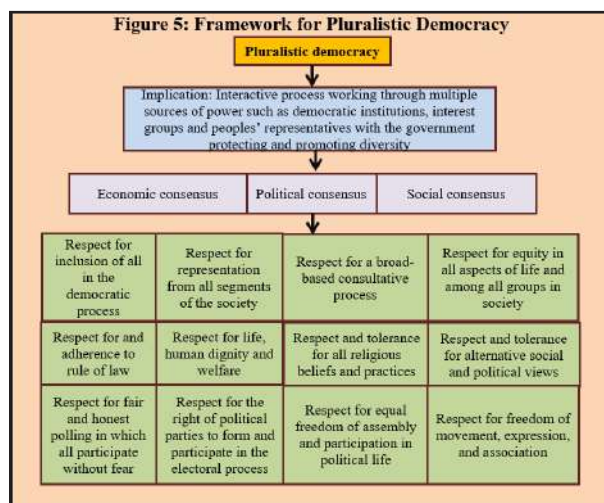 Figure 5: Framework for Pluralistic Democracy
Pluralistic democracy
Implication: Interactive process working through multiple
sources of power such as democratic institutions, interest
groups and peoples' representatives with the government
protecting and promoting diversity
Economic consensus
Political consensus
Social consensus
Respect for
inclusion of all
in the
democratic
process
Respect for
representation
from all segments
of the society
Respect for a broad-
based consultative
process
Respect for equity in
all aspects of life and
among all groups in
society
Respect for and
adherence to
rule of law
Respect for life,
human dignity and
welfare
Respect and tolerance
for all religious
beliefs and practices
Respect and tolerance
for alternative social
and political views
Respect for fair
and honest
polling in which
all participate
without fear
Respect for the
right of political
parties to form and
participate in the
electoral process
Respect for equal
freedom of assembly
and participation in
political life
Respect for freedom of
movement, expression,
and association